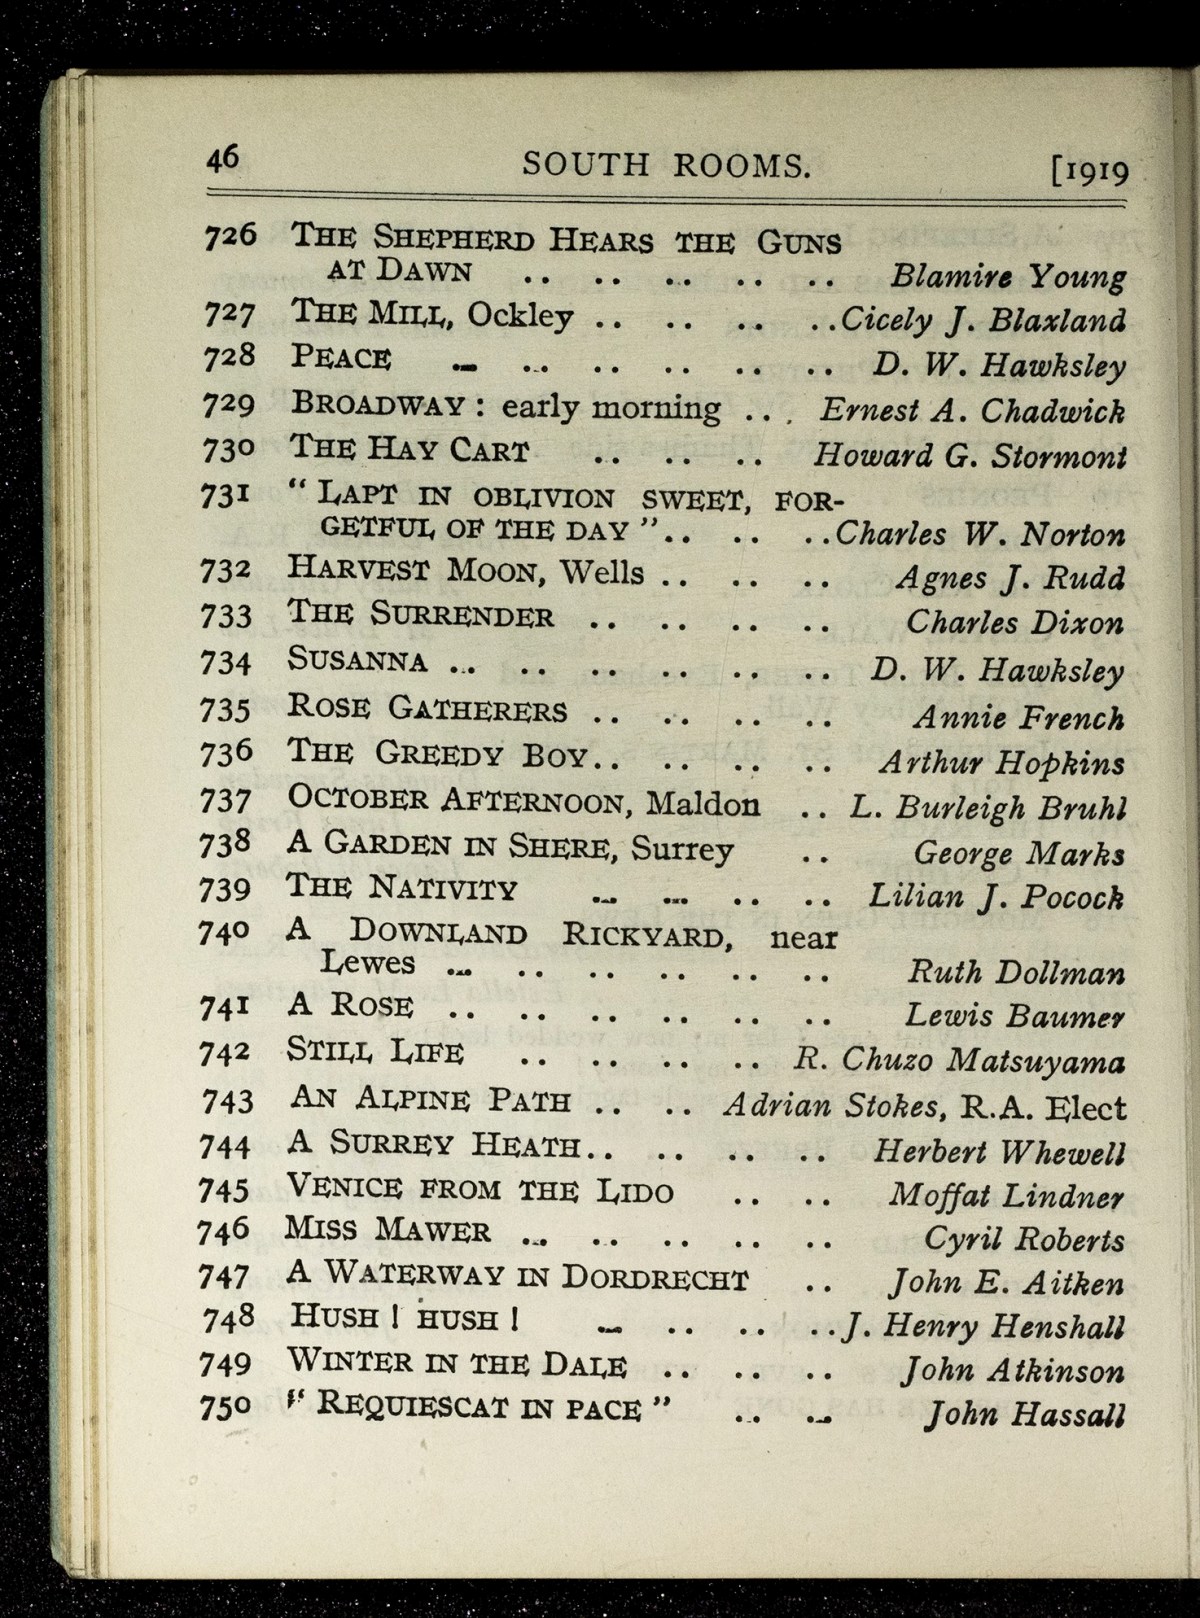 46 SOUTH ROOMS. [1919
726 THE SHEPHERD HEARS THE GUNS
AT DAWN .. .. .. .. .. Blamire Young
727 THE MILL, Ockley .. .. .. .. Cicely J. Blaxland
728 PEACE .. .. .. .. .. .. D. W. Hawksley
729 BROADWAY : early morning .. . Ernest A. Chadwick
730 THE HAY CART .. .. .. Howard G. Stormont
731 “ LAPT IN OBLIVION SWEET, FOR-
GETFUL OF THE DAY ” .. .. .. Charles W. Norton
732 HARVEST MOON, Wells .. .. .. Agnes J. Rudd
733 THE SURRENDER .. .. .. .. Charles Dixon
734 SUSANNA .. .. .. .. .. .. D. W. Hawksley
735 ROSE GATHERERS .. .. .. .. Annie French
736 THE GREEDY BOY .. .. .. .. Arthur Hopkins
737 OCTOBER AFTERNOON, Maldon .. L. Burleigh Bruhl
738 A GARDEN IN SHERE, Surrey .. George Marks
739 THE NATIVITY .. .. .. .. Lilian J. Pocock
740 A DOWNLAND RICKYARD, near
Lewes .. .. .. .. .. .. Ruth Dollman
741 A ROSE .. .. .. .. .. .. Lewis Baumer
742 STILL LIFE .. .. .. .. R. Chuzo Matsuyama
743 AN ALPINE PATH .. .. Adrian Stokes, R.A. Elect
744 A SURREY HEATH .. .. .. .. Herbert Whewell
745 VENICE FROM THE LIDO .. .. Moffat Lindner
746 MISS MAWER .. .. .. .. .. Cyril Roberts
747 A WATERWAY IN DORDRECHT .. John E. Aitken
748 HUSH ! HUSH ! .. .. .. .. J. Henry Henshall
749 WINTER IN THE DALE .. .. .. John Atkinson
750 “ REQUIESCAT IN PACE ” .. .. John Hassall